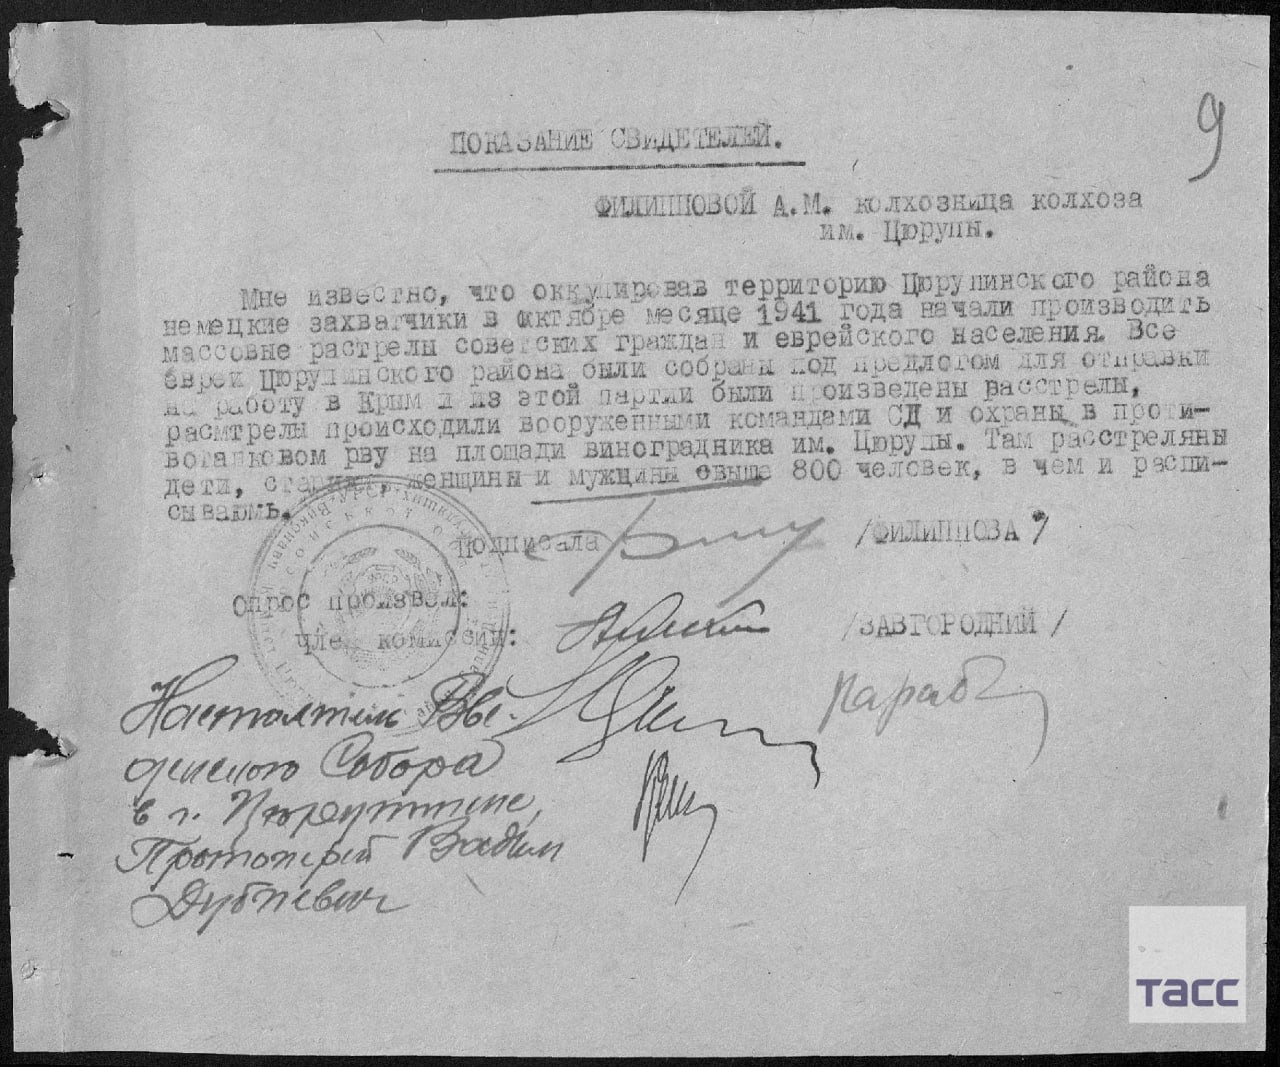 9
ПОКАЗАНИЕ СВИДЕТЕЛЕЙ.
ФИЛИППОВОЙ А.М. колхозница колхоза
им. Цюрупы.
Мне известно, что оккупировав территорию Цюрупинского района
немецкие захватчики в октябре месяце 1941 года начали производить
массовне растрелы советских граждан и еврейского населения. Все
евреи Цюрупинского района были собраны под предлогом для отправки
на работу в Крым и из этой партии были произведены расстрелы,
расмтрелы происходили вооруженными командами СД и охраны в проти-
вотанковом рву на площади виноградника им. Цюрупы. Там расстреляны
дети, старики, женщины и мужчины свыше 800 человек, в чем и распи-
сываюмь.
Подписала /ФИЛИППОВА/
Опрос произвел:
член комиссии: /ЗАВГОРОДНИЙ/
Настоятель Вве-
денского Собора
в г. Цюрупинске,
Протоиерей Вадим
ТАСС